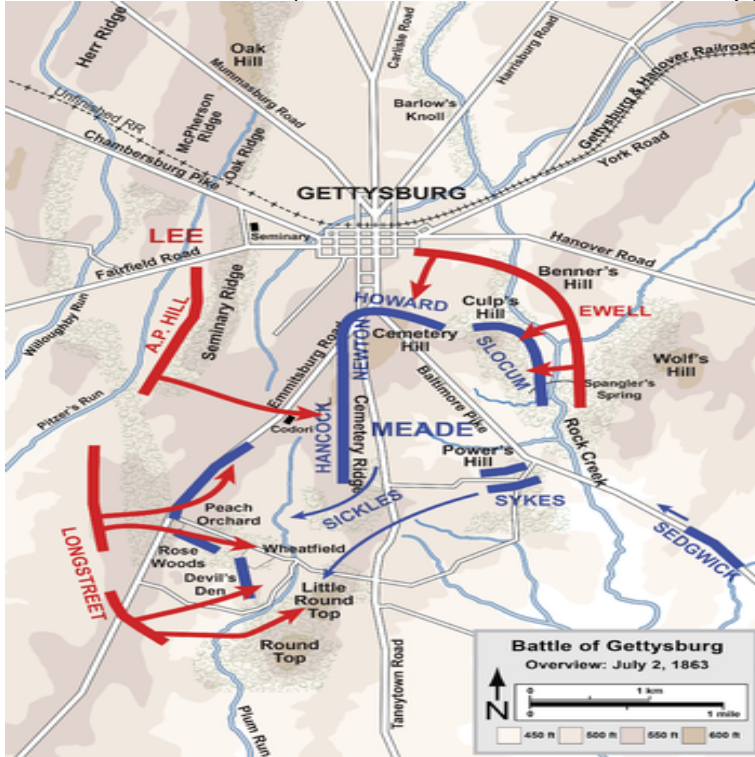 Herr Ridge
Oak
Hill
Mummasburg Road
Carlisle Road
Harrisburg Road
Unfinished RR
McPherson
Ridge
Oak Ridge
Barlow's
Knoll
Gettysburg & Hanover Railroad
Chambersburg Pike
York Road
GETTYSBURG
LEE
Seminary
Hanover Road
Fairfield Road
Benner's
Hill
Willoughby Run
A.P. HILL
Seminary Ridge
HOWARD
Culp's
Hill
EWELL
Cemetery
Hill
NEWTON
SLOCUM
Wolf's
Hill
Emmitsburg Road
Baltimore Pike
Spangler's
Spring
Pitzer's Run
Codori
HANCOCK
Cemetery Ridge
MEADE
Rock Creek
Power's
Hill
SYKES
SICKLES
Peach
Orchard
SEDGWICK
LONGSTREET
Rose
Woods
Wheatfield
Devil's
Den
Little
Round
Top
Round
Top
Plum Run
Taneytown Road
Battle of Gettysburg
Overview: July 2, 1863
N
0 1 km
0 1 mile
450 ft 500 ft 550 ft 600 ft